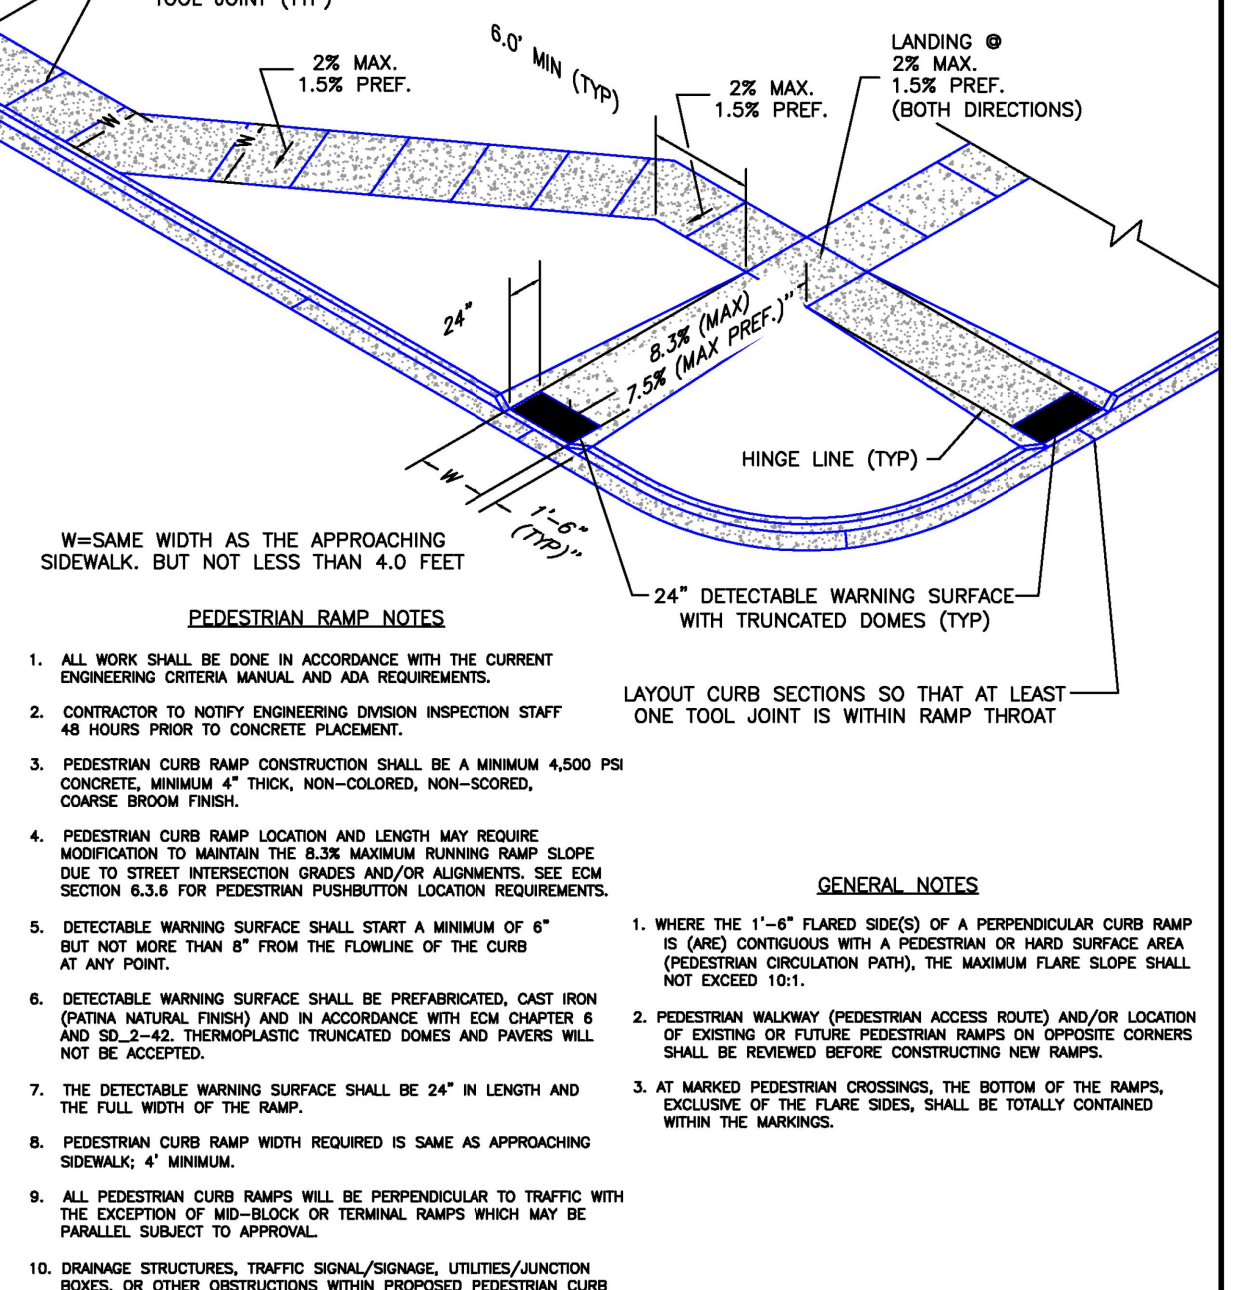 TOOL JOINT (TYP)
6.0' MIN (TYP)
2% MAX.
1.5% PREF.
2% MAX.
1.5% PREF.
LANDING @
2% MAX.
1.5% PREF.
(BOTH DIRECTIONS)
W
W
24"
8.3% (MAX)
7.5% (MAX PREF.)"
HINGE LINE (TYP)
W
1'-6"
(TYP)"
W=SAME WIDTH AS THE APPROACHING
SIDEWALK. BUT NOT LESS THAN 4.0 FEET
24" DETECTABLE WARNING SURFACE
WITH TRUNCATED DOMES (TYP)
LAYOUT CURB SECTIONS SO THAT AT LEAST
ONE TOOL JOINT IS WITHIN RAMP THROAT
PEDESTRIAN RAMP NOTES
1. ALL WORK SHALL BE DONE IN ACCORDANCE WITH THE CURRENT
ENGINEERING CRITERIA MANUAL AND ADA REQUIREMENTS.
2. CONTRACTOR TO NOTIFY ENGINEERING DIVISION INSPECTION STAFF
48 HOURS PRIOR TO CONCRETE PLACEMENT.
3. PEDESTRIAN CURB RAMP CONSTRUCTION SHALL BE A MINIMUM 4,500 PSI
CONCRETE, MINIMUM 4" THICK, NON-COLORED, NON-SCORED,
COARSE BROOM FINISH.
4. PEDESTRIAN CURB RAMP LOCATION AND LENGTH MAY REQUIRE
MODIFICATION TO MAINTAIN THE 8.3% MAXIMUM RUNNING RAMP SLOPE
DUE TO STREET INTERSECTION GRADES AND/OR ALIGNMENTS. SEE ECM
SECTION 6.3.6 FOR PEDESTRIAN PUSHBUTTON LOCATION REQUIREMENTS.
5. DETECTABLE WARNING SURFACE SHALL START A MINIMUM OF 6"
BUT NOT MORE THAN 8" FROM THE FLOWLINE OF THE CURB
AT ANY POINT.
6. DETECTABLE WARNING SURFACE SHALL BE PREFABRICATED, CAST IRON
(PATINA NATURAL FINISH) AND IN ACCORDANCE WITH ECM CHAPTER 6
AND SD_2-42. THERMOPLASTIC TRUNCATED DOMES AND PAVERS WILL
NOT BE ACCEPTED.
7. THE DETECTABLE WARNING SURFACE SHALL BE 24" IN LENGTH AND
THE FULL WIDTH OF THE RAMP.
8. PEDESTRIAN CURB RAMP WIDTH REQUIRED IS SAME AS APPROACHING
SIDEWALK; 4' MINIMUM.
9. ALL PEDESTRIAN CURB RAMPS WILL BE PERPENDICULAR TO TRAFFIC WITH
THE EXCEPTION OF MID-BLOCK OR TERMINAL RAMPS WHICH MAY BE
PARALLEL SUBJECT TO APPROVAL.
10. DRAINAGE STRUCTURES, TRAFFIC SIGNAL/SIGNAGE, UTILITIES/JUNCTION
BOXES, OR OTHER OBSTRUCTIONS WITHIN PROPOSED PEDESTRIAN CURB
GENERAL NOTES
1. WHERE THE 1'-6" FLARED SIDE(S) OF A PERPENDICULAR CURB RAMP
IS (ARE) CONTIGUOUS WITH A PEDESTRIAN OR HARD SURFACE AREA
(PEDESTRIAN CIRCULATION PATH), THE MAXIMUM FLARE SLOPE SHALL
NOT EXCEED 10:1.
2. PEDESTRIAN WALKWAY (PEDESTRIAN ACCESS ROUTE) AND/OR LOCATION
OF EXISTING OR FUTURE PEDESTRIAN RAMPS ON OPPOSITE CORNERS
SHALL BE REVIEWED BEFORE CONSTRUCTING NEW RAMPS.
3. AT MARKED PEDESTRIAN CROSSINGS, THE BOTTOM OF THE RAMPS,
EXCLUSIVE OF THE FLARE SIDES, SHALL BE TOTALLY CONTAINED
WITHIN THE MARKINGS.